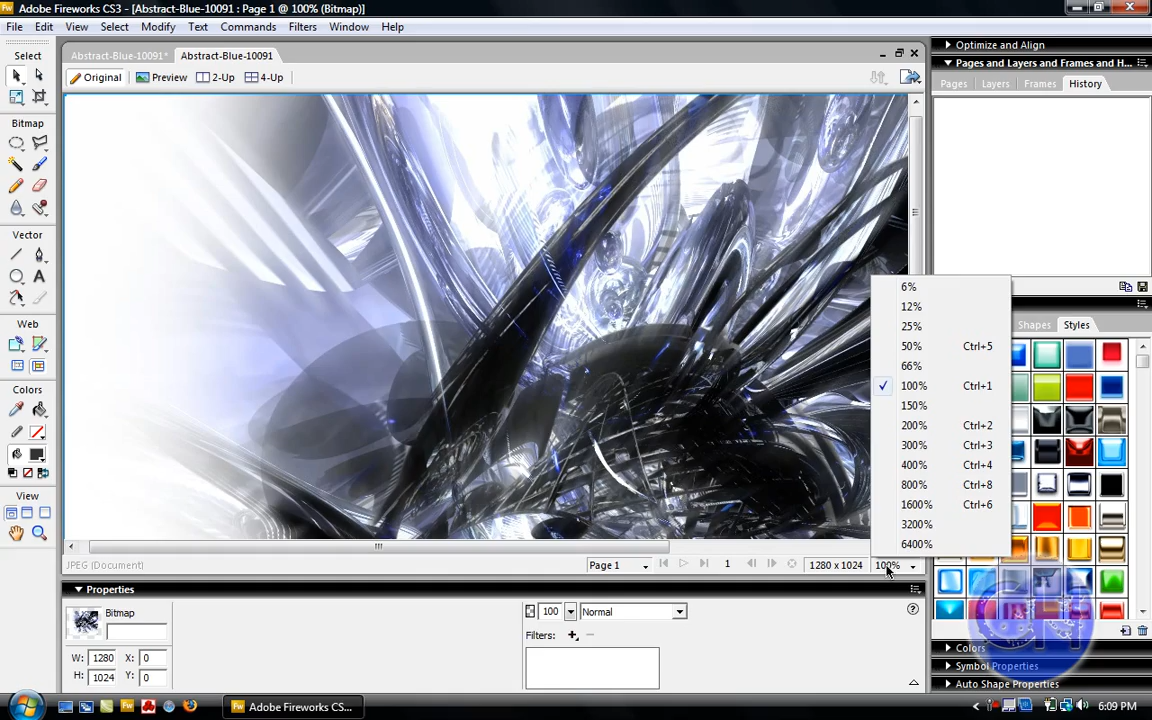 Adobe Fireworks CS3 - [Abstract-Blue-10091 : Page 1 @ 100% (Bitmap)]
File Edit View Select Modify Text Commands Filters Window Help
Select
Abstract-Blue-10091* Abstract-Blue-10091
Optimize and Align
Pages and Layers and Frames and H...
Original Preview 2-Up 4-Up
Pages Layers Frames History
Bitmap
Vector
Web
Colors
View
6%
12%
25%
50% Ctrl+5
66%
100% Ctrl+1
150%
200% Ctrl+2
300% Ctrl+3
400% Ctrl+4
800% Ctrl+8
1600% Ctrl+6
3200%
6400%
Shapes Styles
JPEG (Document) Page 1 1 1280 x 1024 100%
Properties
Bitmap
100 Normal
Filters:
W: 1280 X: 0
H: 1024 Y: 0
Colors
Symbol Properties
Auto Shape Properties
Adobe Fireworks CS...
6:09 PM